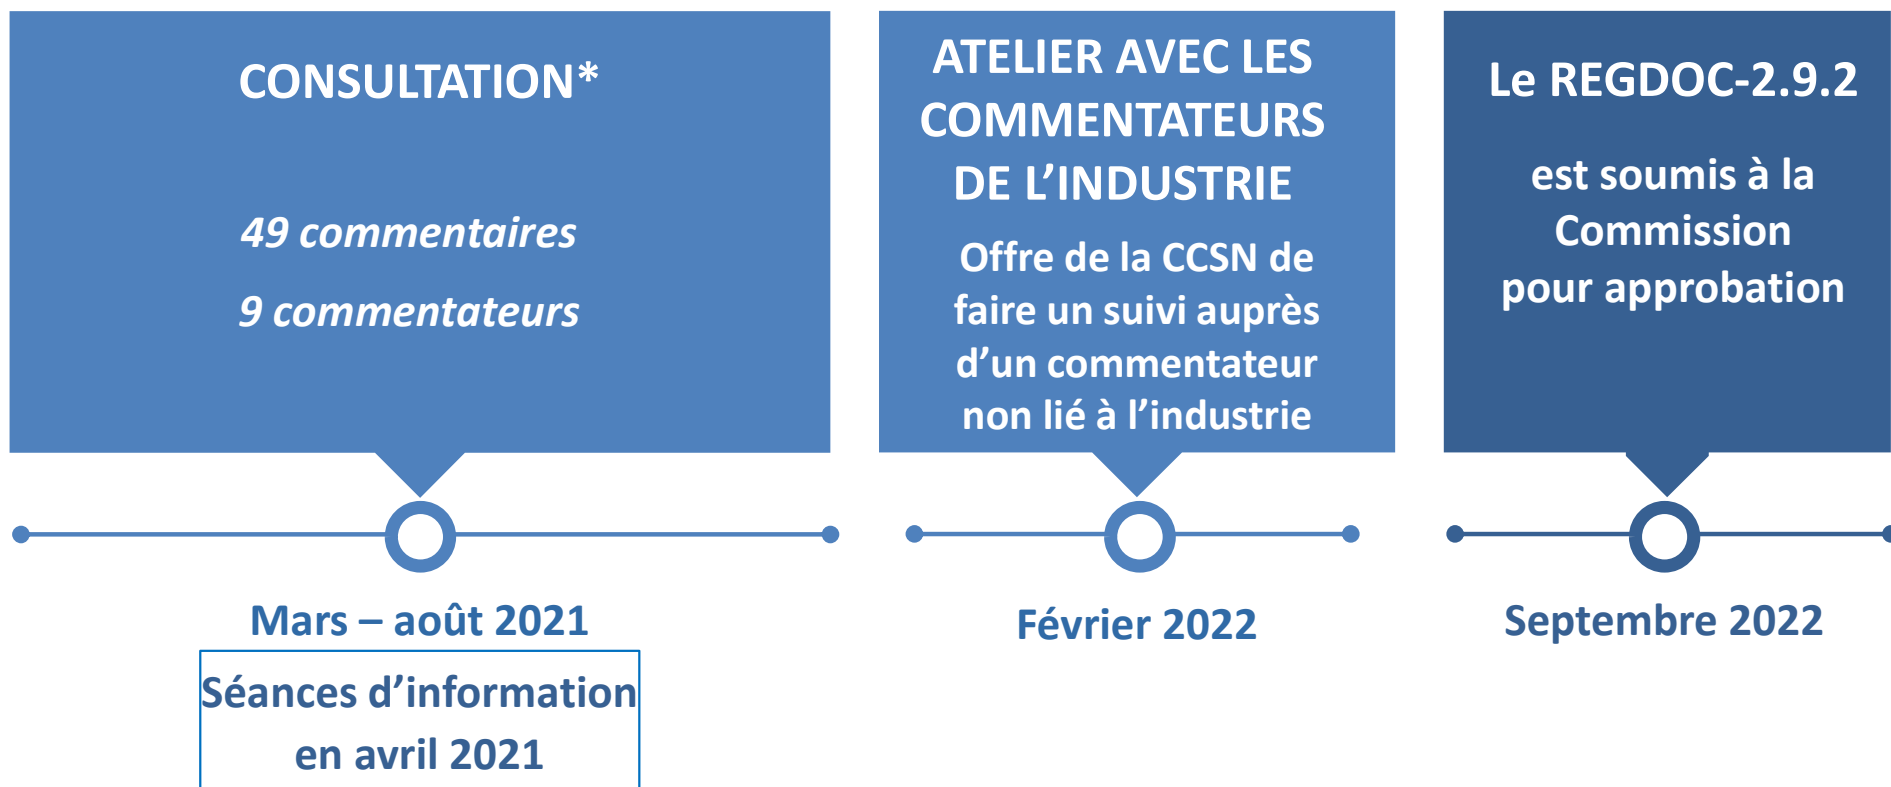 CONSULTATION*
49 commentaires
9 commentateurs
Mars – août 2021
Séances d’information
en avril 2021
ATELIER AVEC LES
COMMENTATEURS
DE L’INDUSTRIE
Offre de la CCSN de
faire un suivi auprès
d’un commentateur
non lié à l’industrie
Février 2022
Le REGDOC-2.9.2
est soumis à la
Commission
pour approbation
Septembre 2022